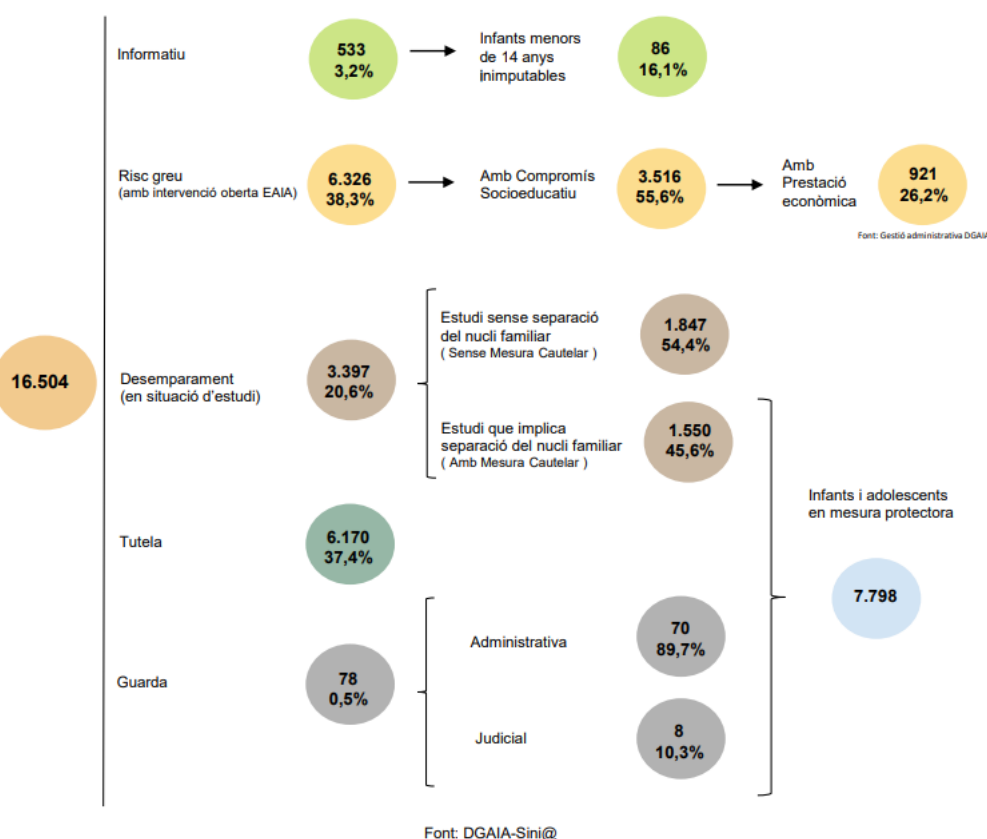 Informatiu
533
3,2%
Infants menors
de 14 anys
inimputables
86
16,1%
Risc greu
(amb intervenció oberta EAIA)
6.326
38,3%
Amb Compromís
Socioeducatiu
3.516
55,6%
Amb
Prestació
econòmica
921
26,2%
Font: Gestió administrativa DGAIA
16.504
Desemparament
(en situació d'estudi)
3.397
20,6%
Estudi sense separació
del nucli familiar
( Sense Mesura Cautelar )
1.847
54,4%
Estudi que implica
separació del nucli familiar
( Amb Mesura Cautelar )
1.550
45,6%
Tutela
6.170
37,4%
Guarda
78
0,5%
Administrativa
70
89,7%
Judicial
8
10,3%
Infants i adolescents
en mesura protectora
7.798
Font: DGAIA-Sini@